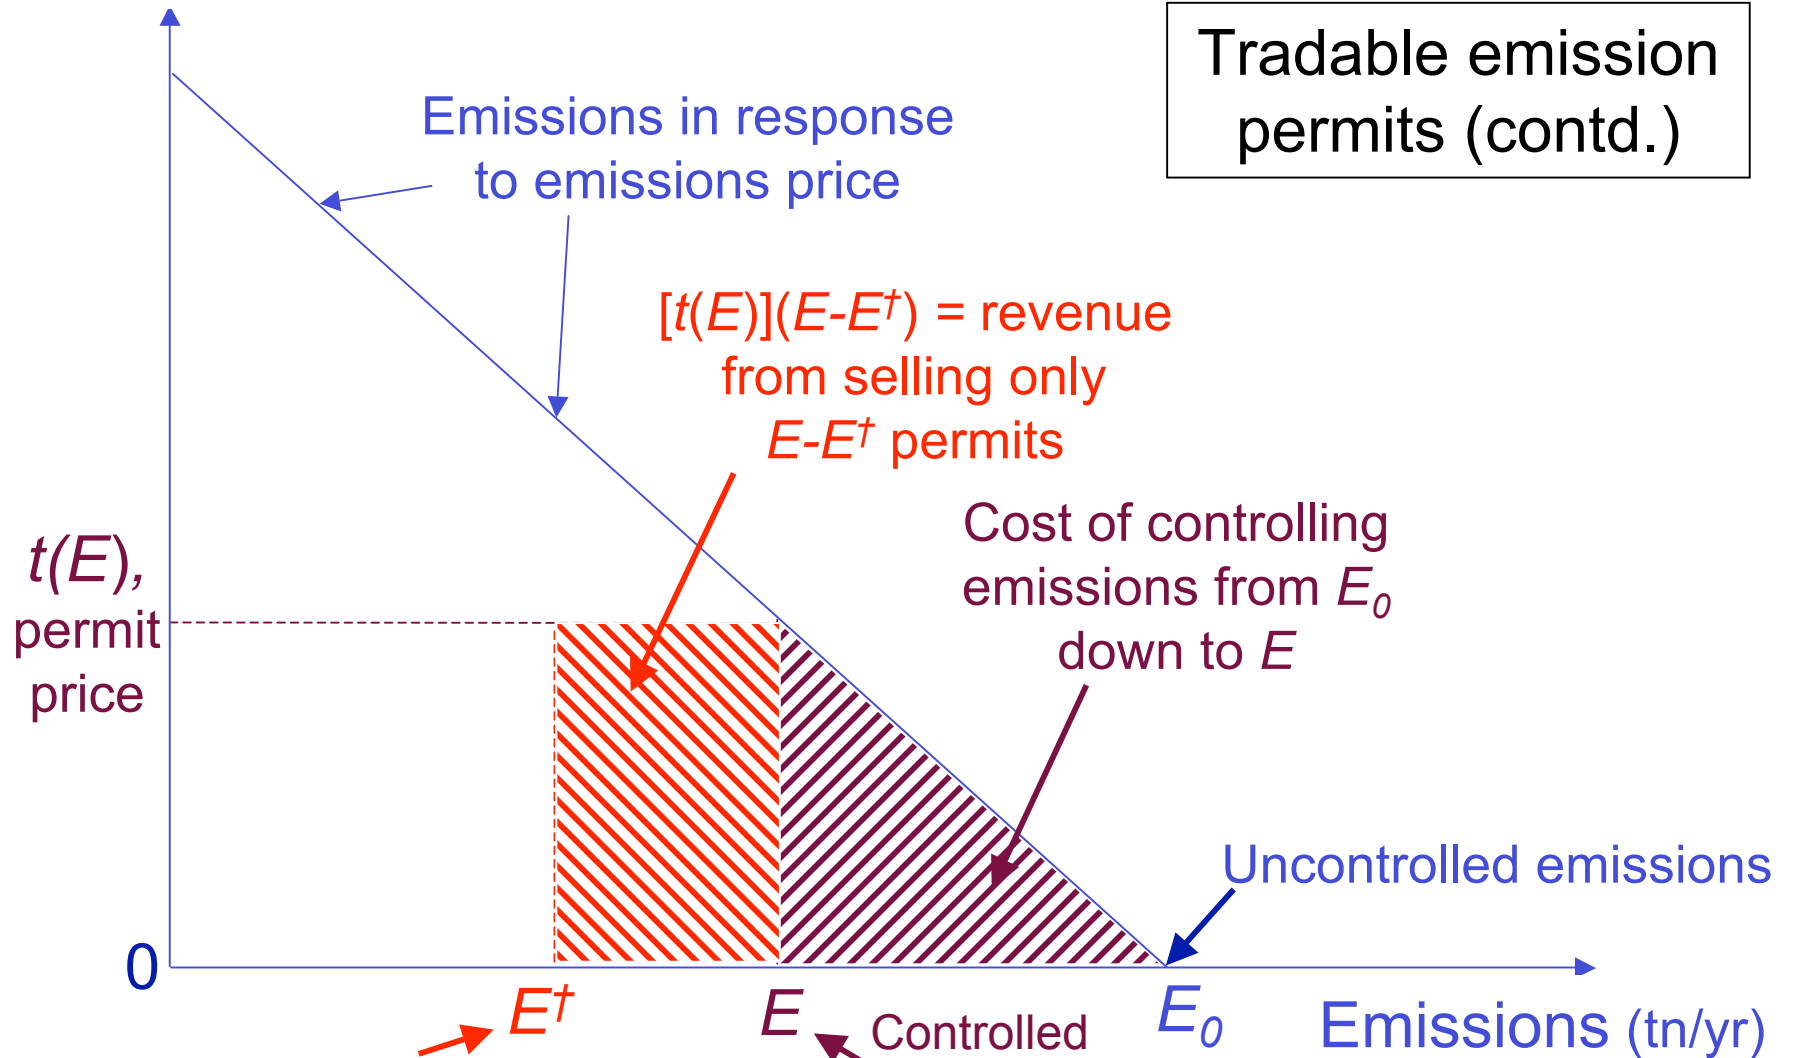 Tradable emission
permits (contd.)
Emissions in response
to emissions price
[t(E)](E-E†) = revenue
from selling only
E-E† permits
Cost of controlling
emissions from E₀
down to E
t(E),
permit
price
Uncontrolled emissions
0
E†
E
Controlled
E₀
Emissions (tn/yr)